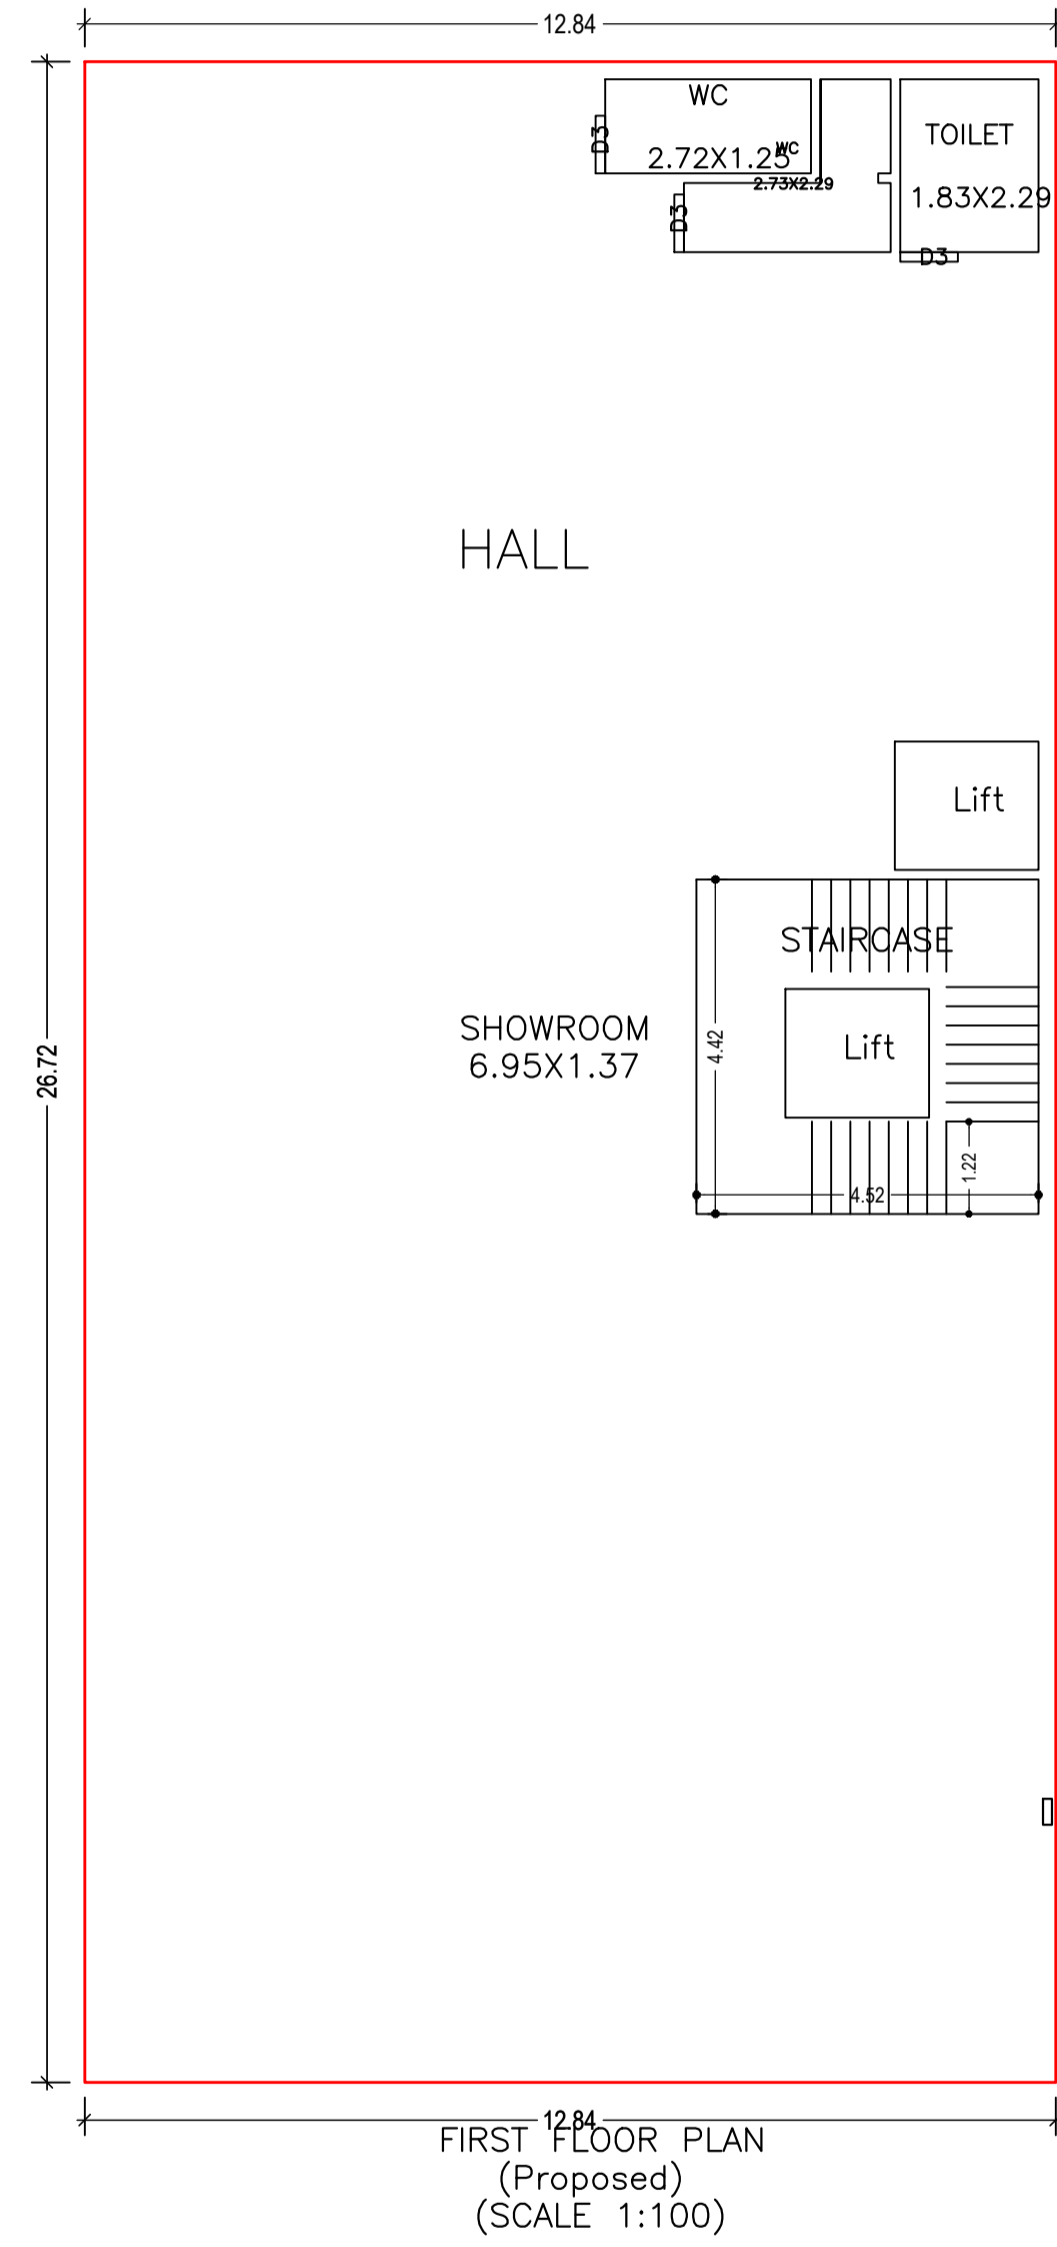 12.84
WC
D3
2.72X1.25
WC
2.73X2.29
D3
TOILET
1.83X2.29
D3
HALL
Lift
STAIRCASE
SHOWROOM
6.95X1.37
4.42
Lift
1.22
4.52
26.72
12.84
FIRST FLOOR PLAN
(Proposed)
(SCALE 1:100)